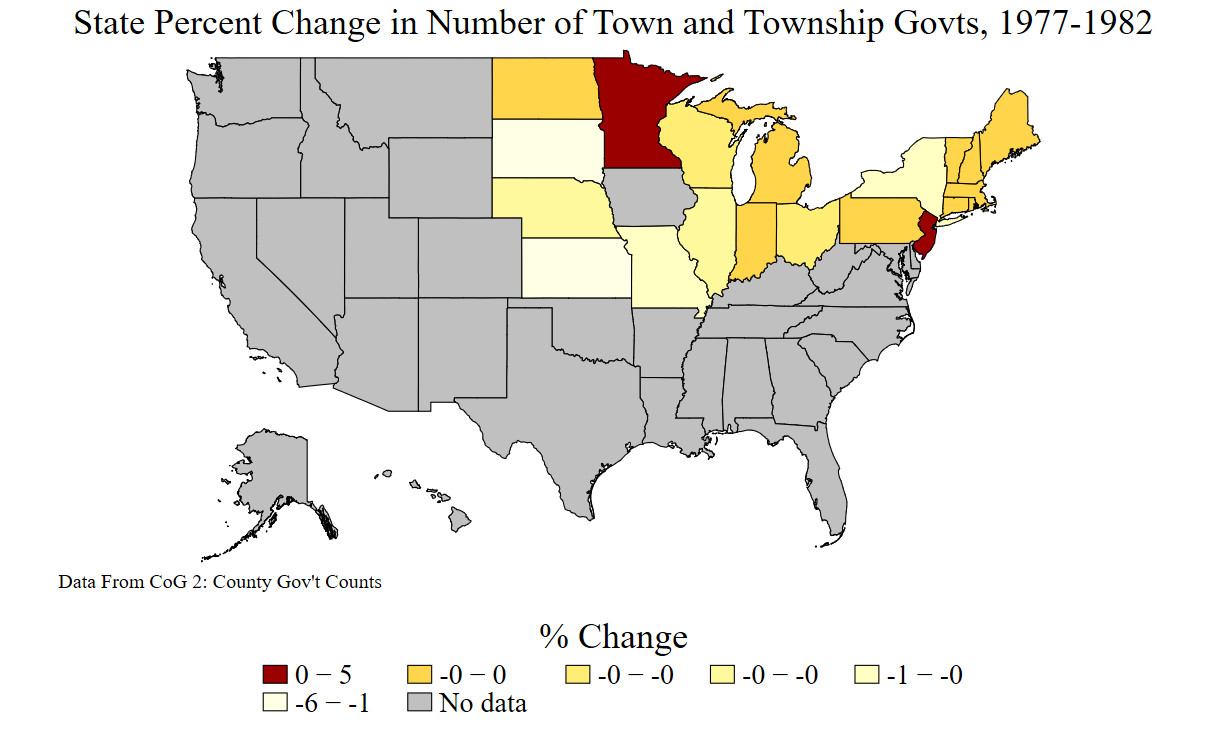 State Percent Change in Number of Town and Township Govts, 1977-1982
Data From CoG 2: County Gov't Counts
% Change
0 − 5 -0 − 0 -0 − -0 -0 − -0 -1 − -0
-6 − -1 No data